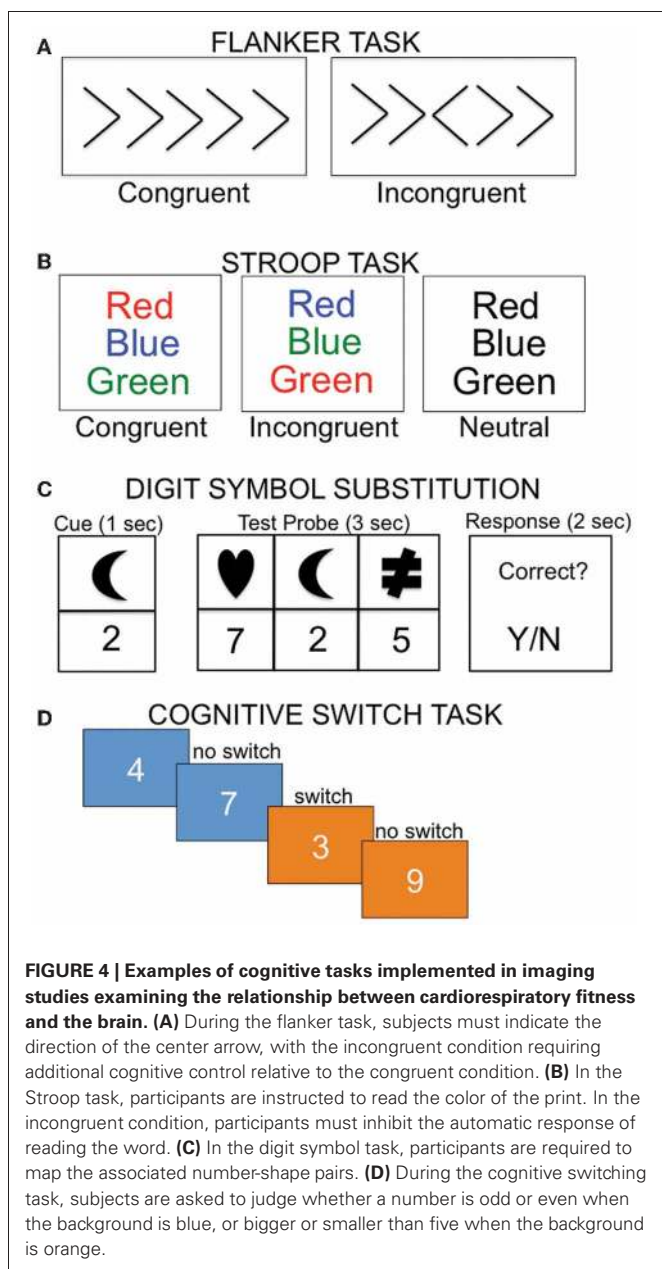 A FLANKER TASK
Congruent Incongruent
B STROOP TASK
Red Red Red
Blue Blue Blue
Green Green Green
Congruent Incongruent Neutral
C DIGIT SYMBOL SUBSTITUTION
Cue (1 sec) Test Probe (3 sec) Response (2 sec)
Correct?
2 7 2 5 Y/N
D COGNITIVE SWITCH TASK
4 no switch
7 switch
3 no switch
9
FIGURE 4 | Examples of cognitive tasks implemented in imaging
studies examining the relationship between cardiorespiratory fitness
and the brain. (A) During the flanker task, subjects must indicate the
direction of the center arrow, with the incongruent condition requiring
additional cognitive control relative to the congruent condition. (B) In the
Stroop task, participants are instructed to read the color of the print. In the
incongruent condition, participants must inhibit the automatic response of
reading the word. (C) In the digit symbol task, participants are required to
map the associated number-shape pairs. (D) During the cognitive switching
task, subjects are asked to judge whether a number is odd or even when
the background is blue, or bigger or smaller than five when the background
is orange.